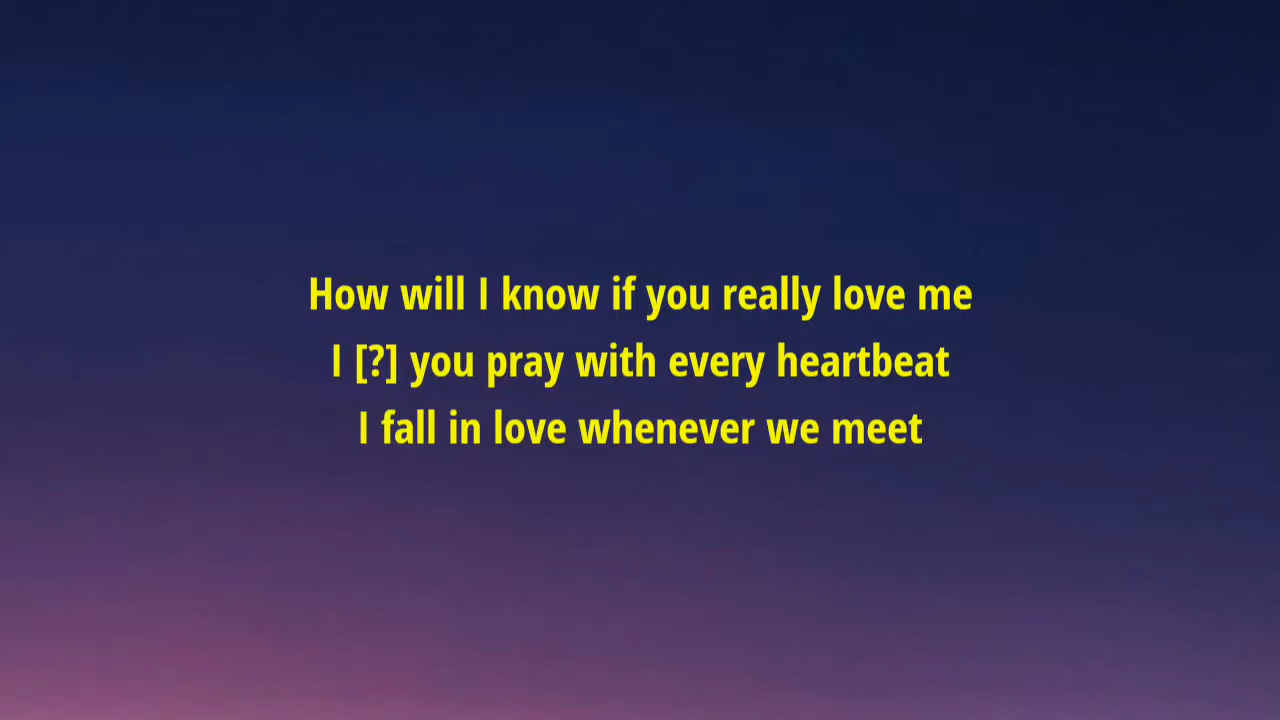 How will I know if you really love me
I [?] you pray with every heartbeat
I fall in love whenever we meet